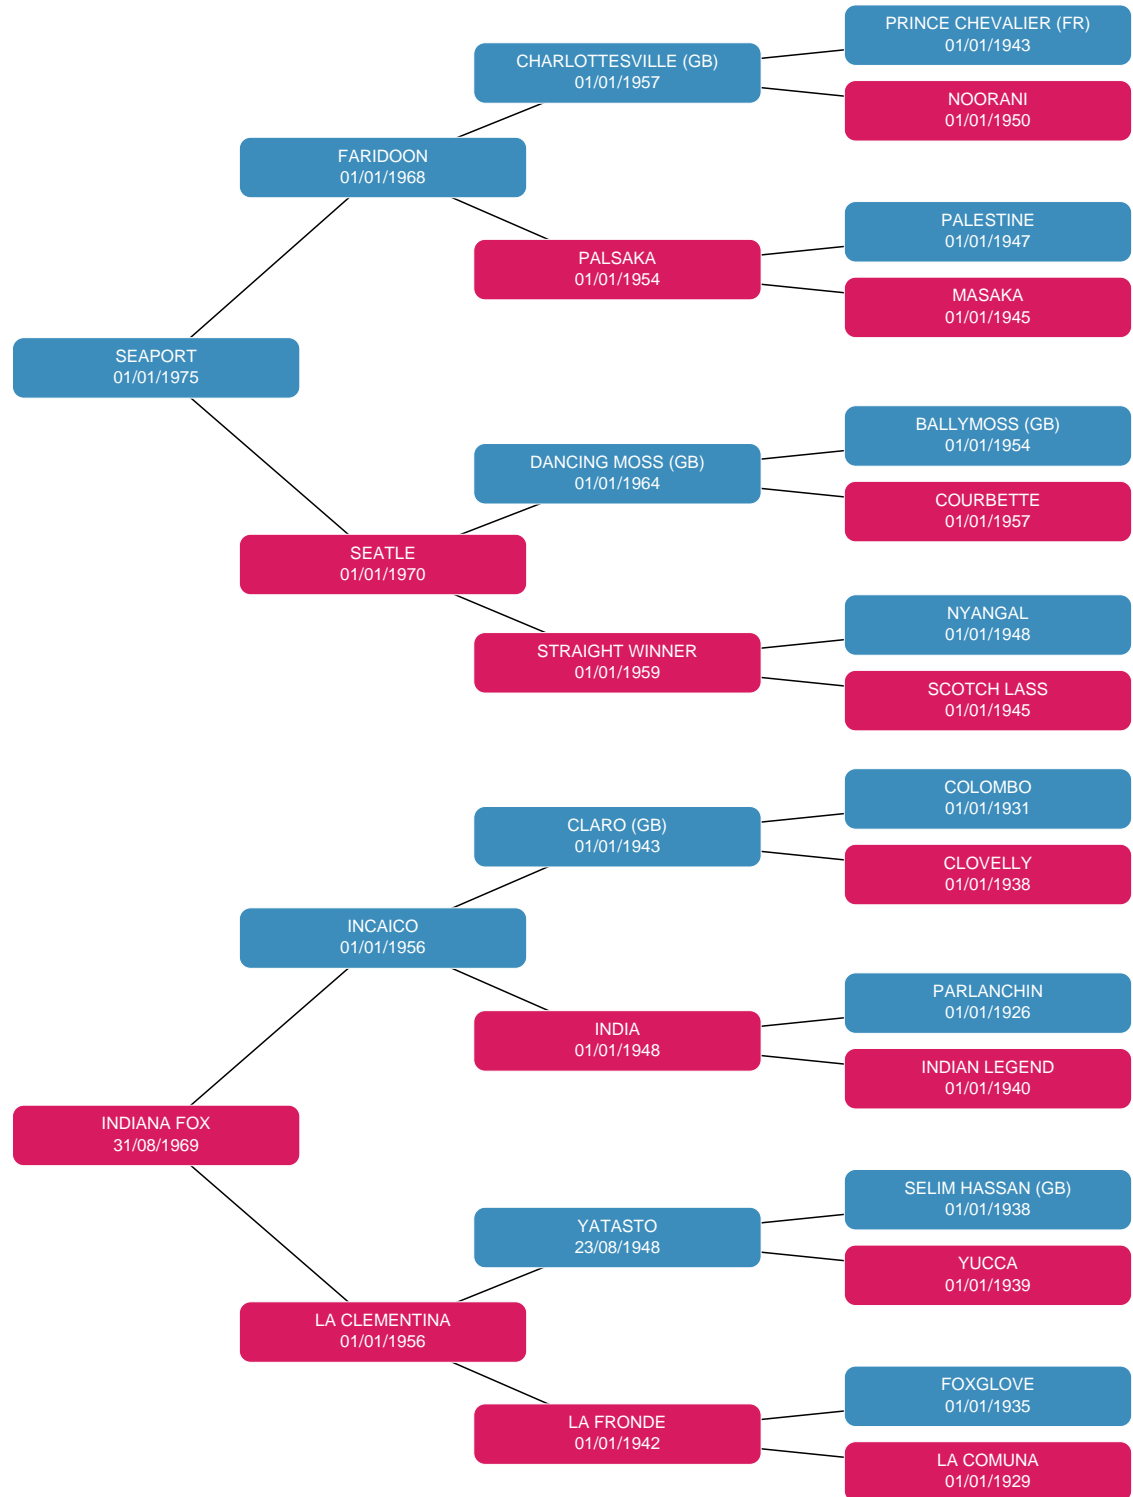 PRINCE CHEVALIER (FR)
01/01/1943
CHARLOTTESVILLE (GB)
01/01/1957
NOORANI
01/01/1950
FARIDOON
01/01/1968
PALESTINE
01/01/1947
PALSAKA
01/01/1954
MASAKA
01/01/1945
SEAPORT
01/01/1975
BALLYMOSS (GB)
01/01/1954
DANCING MOSS (GB)
01/01/1964
COURBETTE
01/01/1957
SEATLE
01/01/1970
NYANGAL
01/01/1948
STRAIGHT WINNER
01/01/1959
SCOTCH LASS
01/01/1945
COLOMBO
01/01/1931
CLARO (GB)
01/01/1943
CLOVELLY
01/01/1938
INCAICO
01/01/1956
PARLANCHIN
01/01/1926
INDIA
01/01/1948
INDIAN LEGEND
01/01/1940
INDIANA FOX
31/08/1969
SELIM HASSAN (GB)
01/01/1938
YATASTO
23/08/1948
YUCCA
01/01/1939
LA CLEMENTINA
01/01/1956
FOXGLOVE
01/01/1935
LA FRONDE
01/01/1942
LA COMUNA
01/01/1929